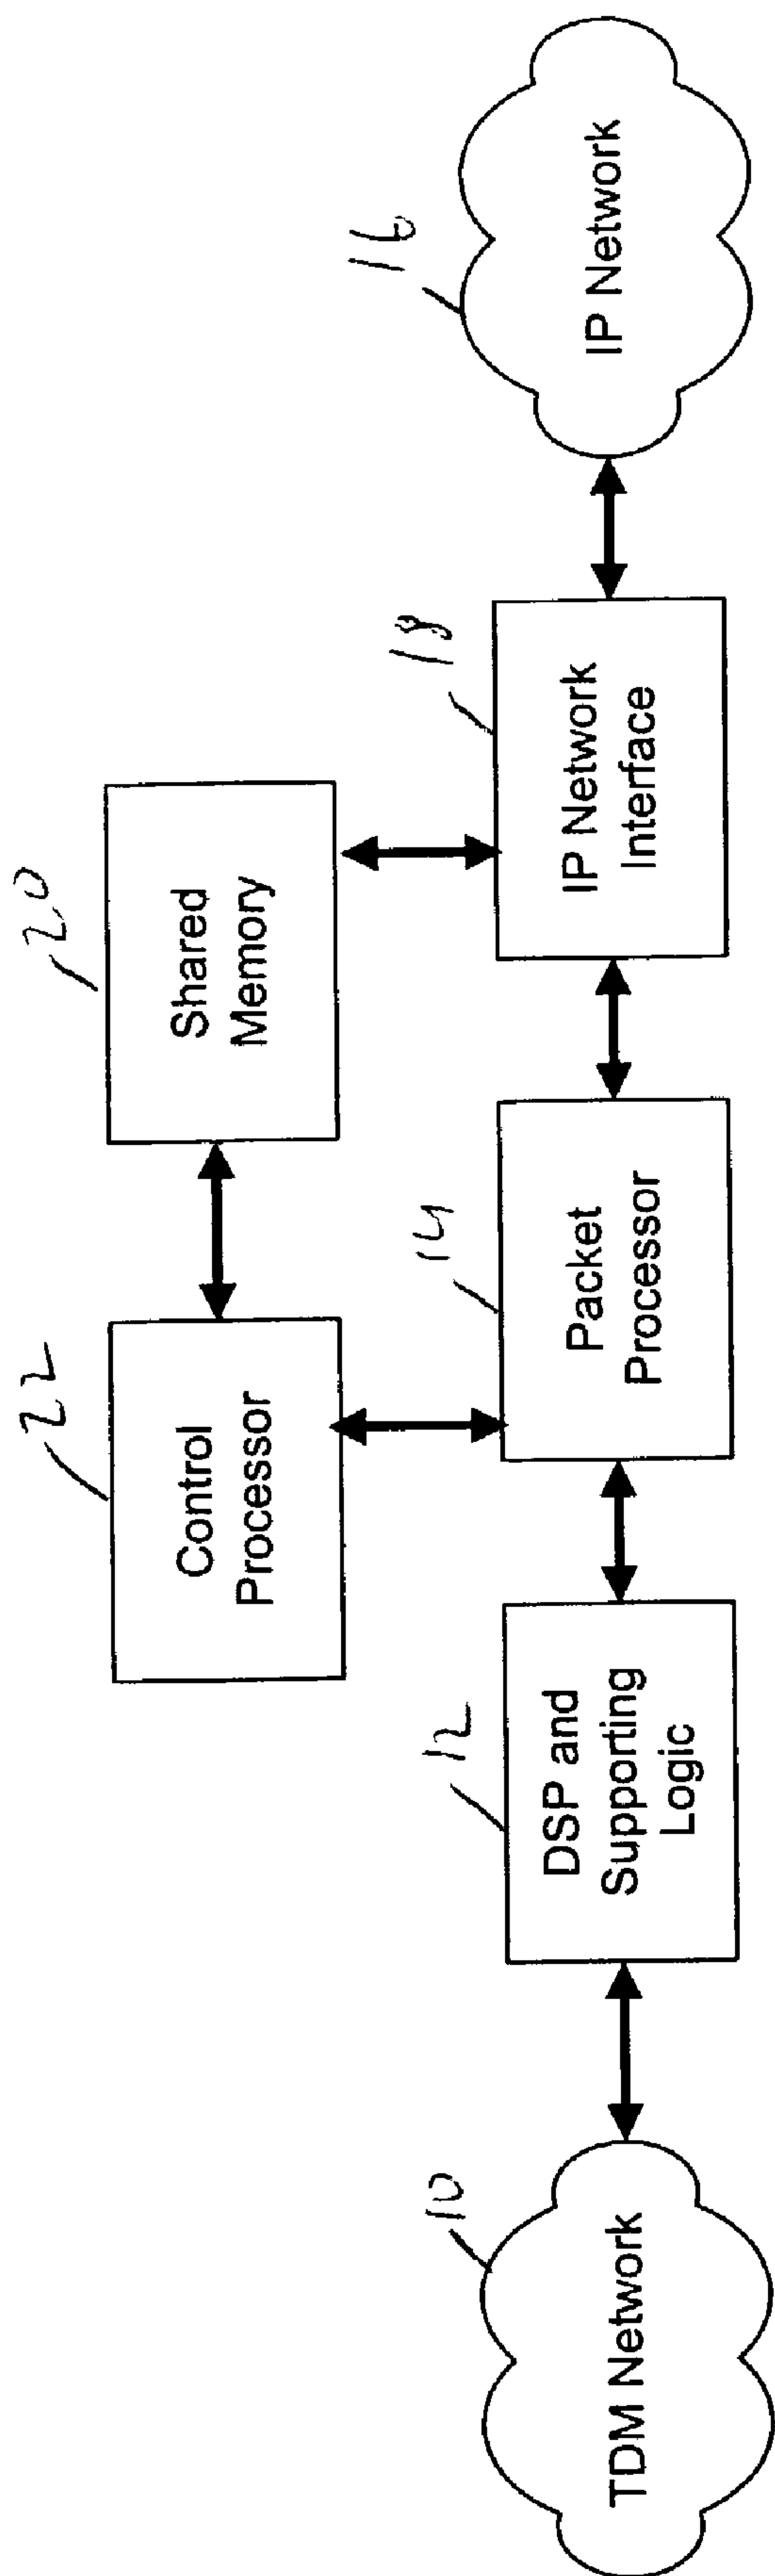 22
Control
Processor
20
Shared
Memory
10
TDM Network
12
DSP and
Supporting
Logic
14
Packet
Processor
18
IP Network
Interface
16
IP Network